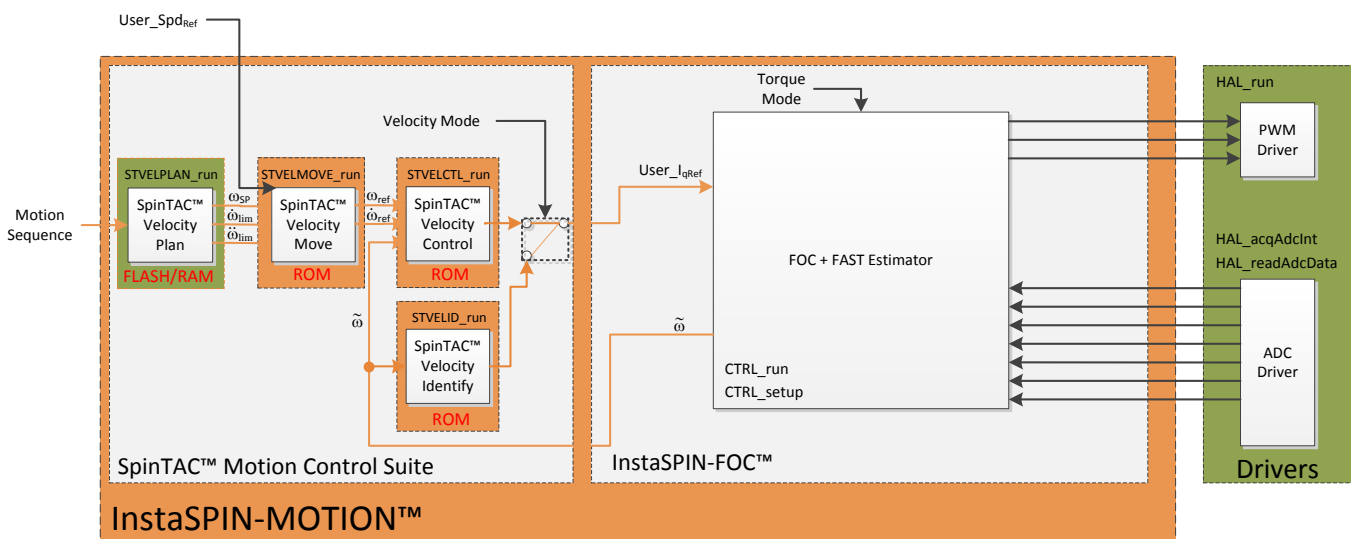 User_SpdRef
Motion
Sequence
STVELPLAN_run
SpinTAC™
Velocity
Plan
FLASH/RAM
ωSP
ω̇lim
ω̈lim
STVELMOVE_run
SpinTAC™
Velocity
Move
ROM
ωref
ω̇ref
STVELCTL_run
SpinTAC™
Velocity
Control
ROM
Velocity Mode
ω̃
STVELID_run
SpinTAC™
Velocity
Identify
ROM
SpinTAC™ Motion Control Suite
User_IqRef
Torque
Mode
FOC + FAST Estimator
ω̃
CTRL_run
CTRL_setup
InstaSPIN-FOC™
InstaSPIN-MOTION™
HAL_run
PWM
Driver
HAL_acqAdcInt
HAL_readAdcData
ADC
Driver
Drivers